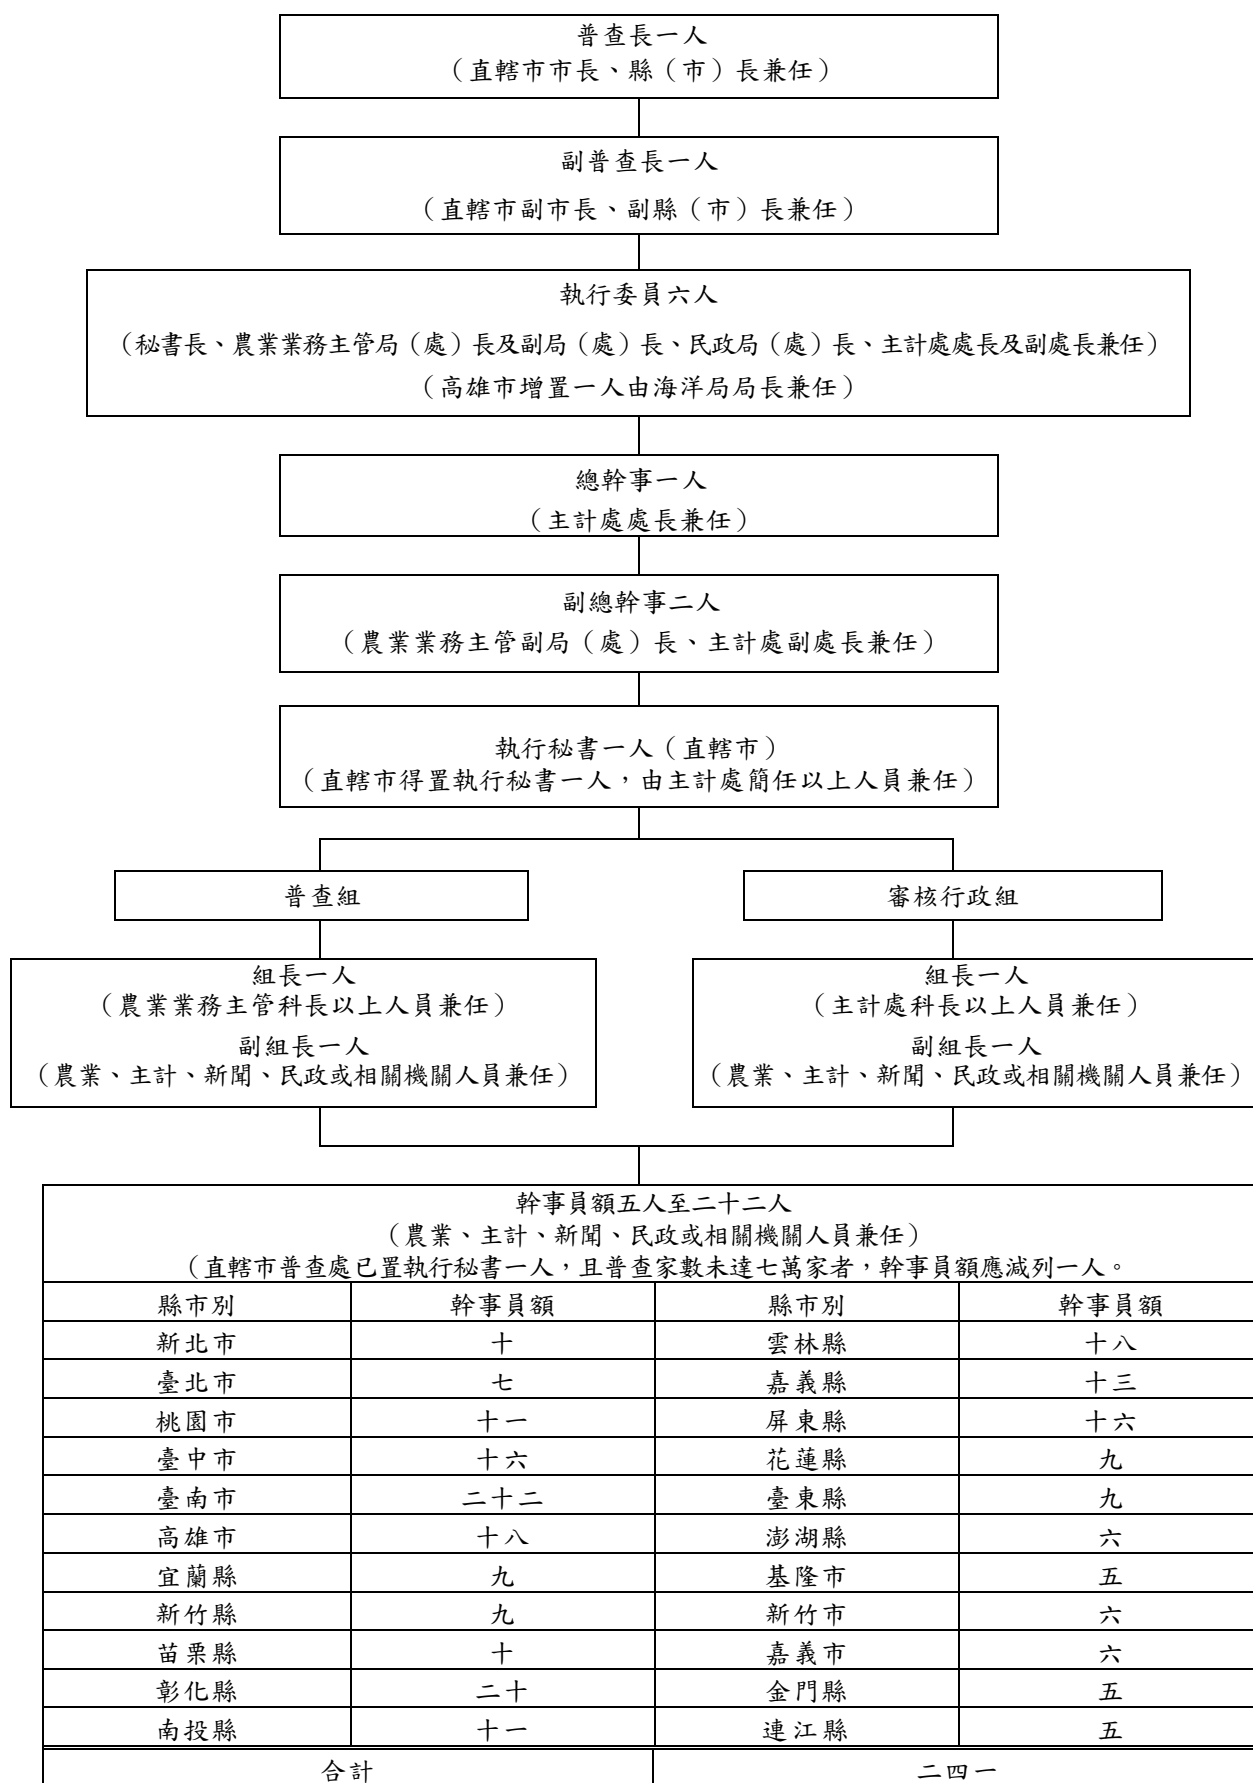 普查長一人
（直轄市市長、縣（市）長兼任）
副普查長一人
（直轄市副市長、副縣（市）長兼任）
執行委員六人
（秘書長、農業業務主管局（處）長及副局（處）長、民政局（處）長、主計處處長及副處長兼任）
（高雄市增置一人由海洋局局長兼任）
總幹事一人
（主計處處長兼任）
副總幹事二人
（農業業務主管副局（處）長、主計處副處長兼任）
執行秘書一人（直轄市）
（直轄市得置執行秘書一人，由主計處簡任以上人員兼任）
普查組
組長一人
（農業業務主管科長以上人員兼任）
副組長一人
（農業、主計、新聞、民政或相關機關人員兼任）
審核行政組
組長一人
（主計處科長以上人員兼任）
副組長一人
（農業、主計、新聞、民政或相關機關人員兼任）
幹事員額五人至二十二人
（農業、主計、新聞、民政或相關機關人員兼任）
（直轄市普查處已置執行秘書一人，且普查家數未達七萬家者，幹事員額應減列一人。
縣市別 幹事員額 縣市別 幹事員額
新北市 十 雲林縣 十八
臺北市 七 嘉義縣 十三
桃園市 十一 屏東縣 十六
臺中市 十六 花蓮縣 九
臺南市 二十二 臺東縣 九
高雄市 十八 澎湖縣 六
宜蘭縣 九 基隆市 五
新竹縣 九 新竹市 六
苗栗縣 十 嘉義市 六
彰化縣 二十 金門縣 五
南投縣 十一 連江縣 五
合計 二四一